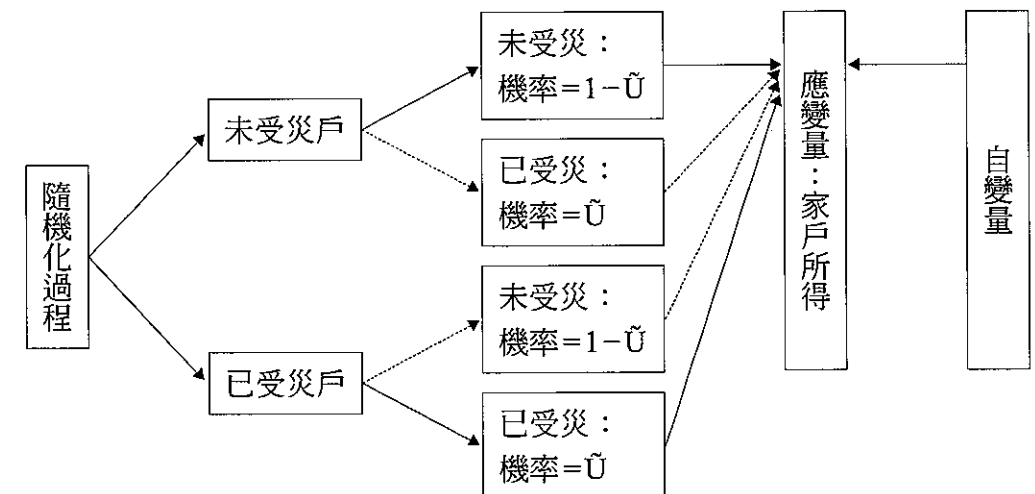 隨機化過程
未受災戶
已受災戶
未受災：
機率=1-Ũ
已受災：
機率=Ũ
未受災：
機率=1-Ũ
已受災：
機率=Ũ
應變量：家戶所得
自變量